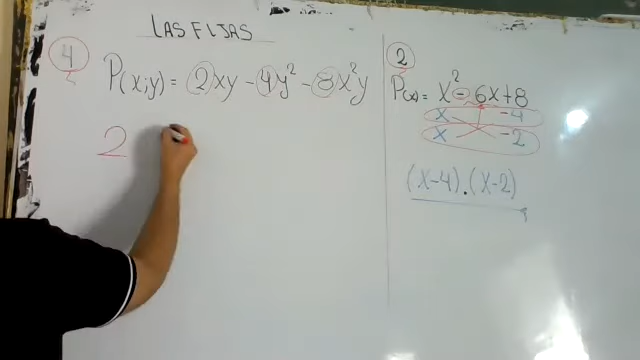 LAS FIJAS
4
P(x;y) = 2xy - 4y² - 8x²y
2
2
P(x) = x² - 6x + 8
x -4
x -2
(x-4).(x-2)